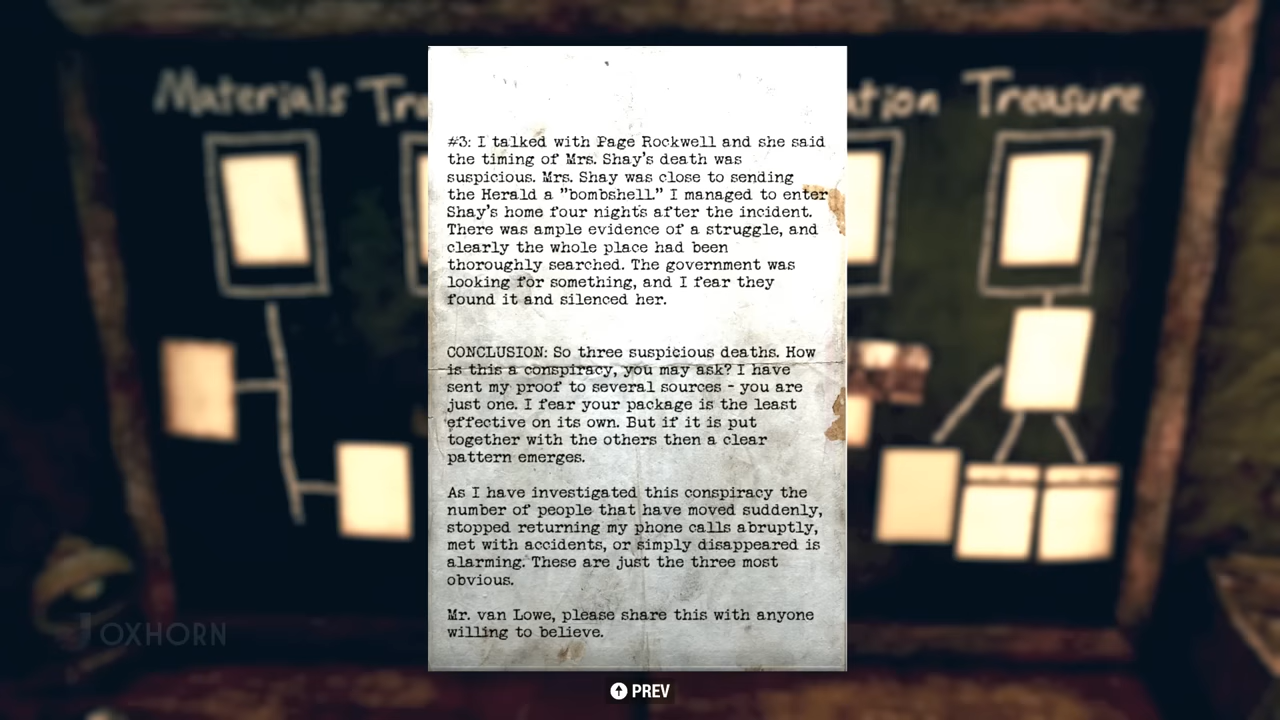 Materials Tre
ation Treasure
#3: I talked with Page Rockwell and she said
the timing of Mrs. Shay's death was
suspicious. Mrs. Shay was close to sending
the Herald a "bombshell." I managed to enter
Shay's home four nights after the incident.
There was ample evidence of a struggle, and
clearly the whole place had been
thoroughly searched. The government was
looking for something, and I fear they
found it and silenced her.
CONCLUSION: So three suspicious deaths. How
is this a conspiracy, you may ask? I have
sent my proof to several sources - you are
just one. I fear your package is the least
effective on its own. But if it is put
together with the others then a clear
pattern emerges.
As I have investigated this conspiracy the
number of people that have moved suddenly,
stopped returning my phone calls abruptly,
met with accidents, or simply disappeared is
alarming. These are just the three most
obvious.
Mr. van Lowe, please share this with anyone
willing to believe.
OXHORN
PREV